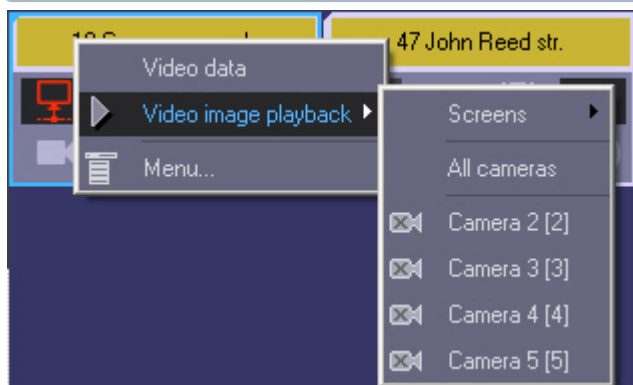 47 John Reed str.
Video data
Video image playback
Menu...
Screens
All cameras
Camera 2 [2]
Camera 3 [3]
Camera 4 [4]
Camera 5 [5]